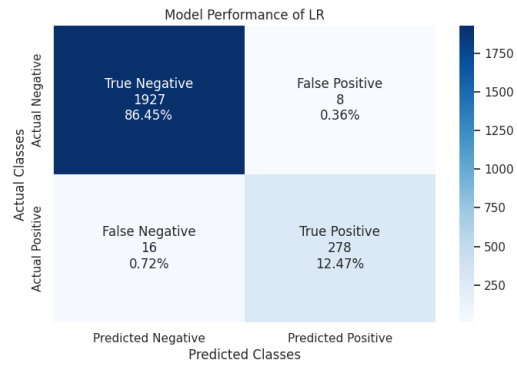 Model Performance of LR
Actual Classes
Actual Negative
Actual Positive
True Negative
1927
86.45%
False Positive
8
0.36%
False Negative
16
0.72%
True Positive
278
12.47%
Predicted Negative
Predicted Positive
Predicted Classes
1750
1500
1250
1000
750
500
250